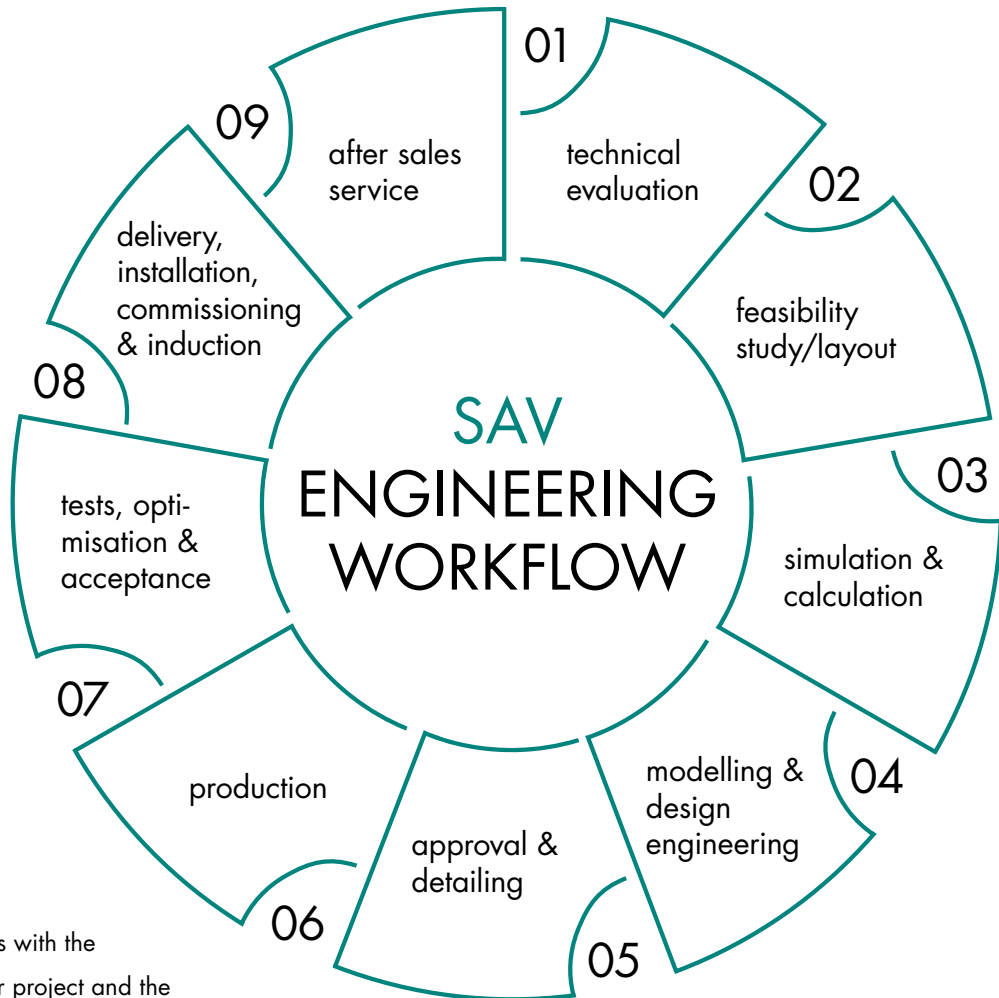 01
technical
evaluation
02
feasibility
study/layout
03
simulation &
calculation
04
modelling &
design
engineering
05
approval &
detailing
06
production
07
tests, opti-
misation &
acceptance
08
delivery,
installation,
commissioning
& induction
09
after sales
service
SAV
ENGINEERING
WORKFLOW
s with the
r project and the